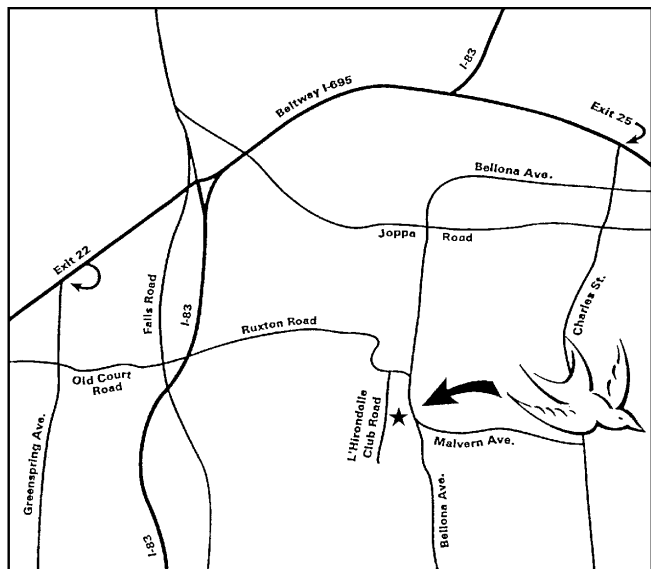 I-83
Beltway I-695
Exit 25
Bellona Ave.
Joppa Road
Exit 22
Falls Road
I-83
Charles St.
Ruxton Road
Old Court
Road
L'Hirondalle
Club Road
Malvern Ave.
Greenspring Ave.
Bellona Ave.
I-83